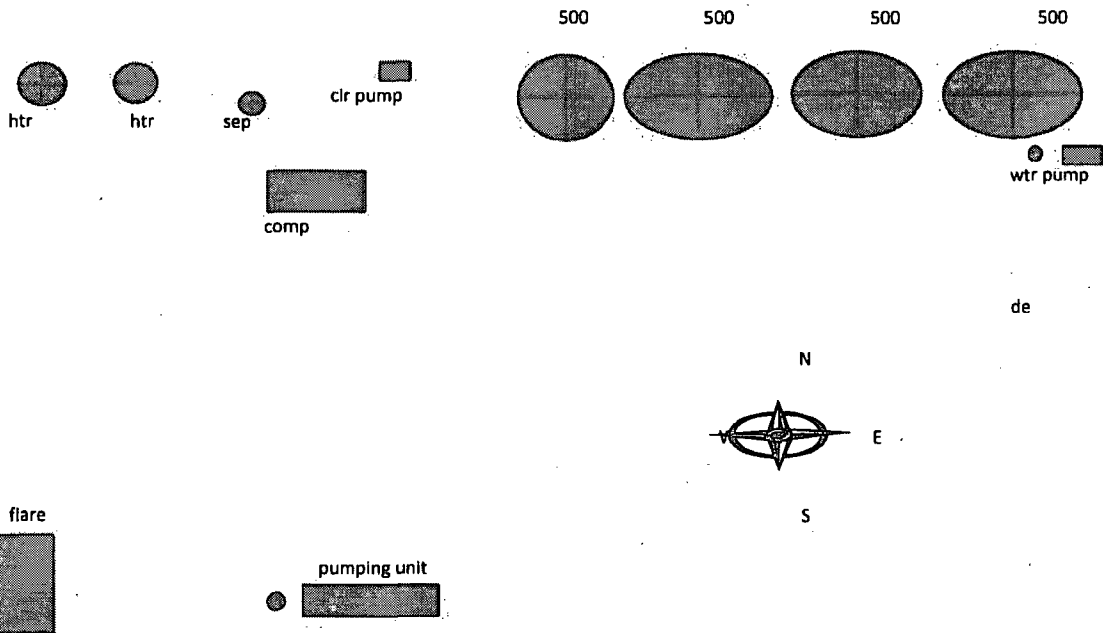 500 500 500 500
clr pump
htr htr sep
wtr pump
comp
de
N
W E
S
flare
pumping unit